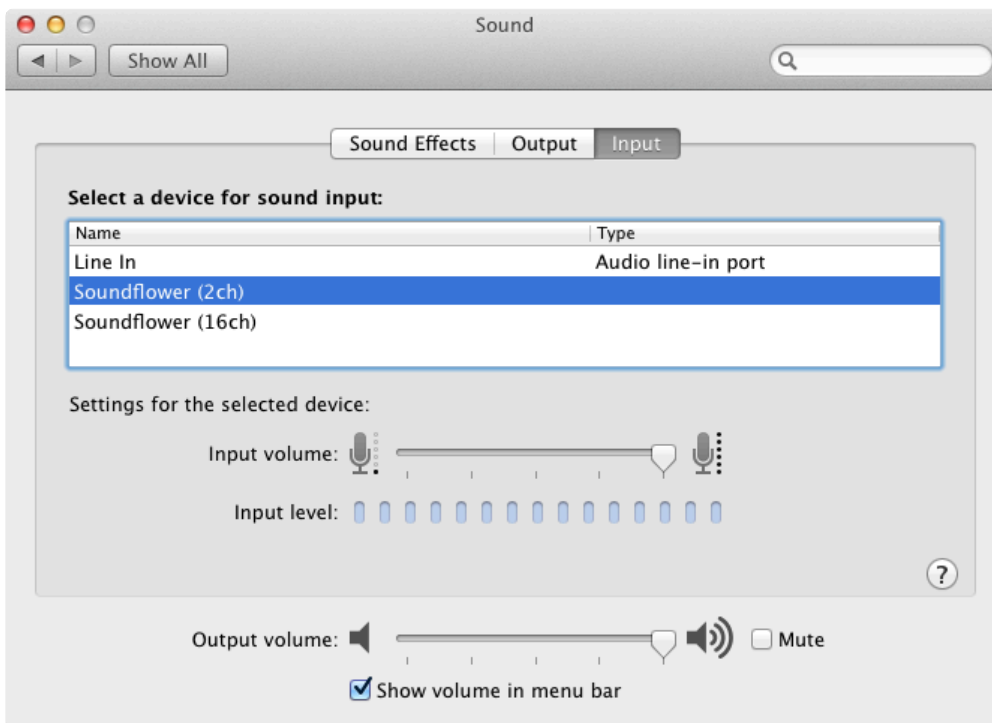 Sound
Show All
Sound Effects Output Input
Select a device for sound input:
Name Type
Line In Audio line-in port
Soundflower (2ch)
Soundflower (16ch)
Settings for the selected device:
Input volume:
Input level:
?
Output volume: Mute
Show volume in menu bar